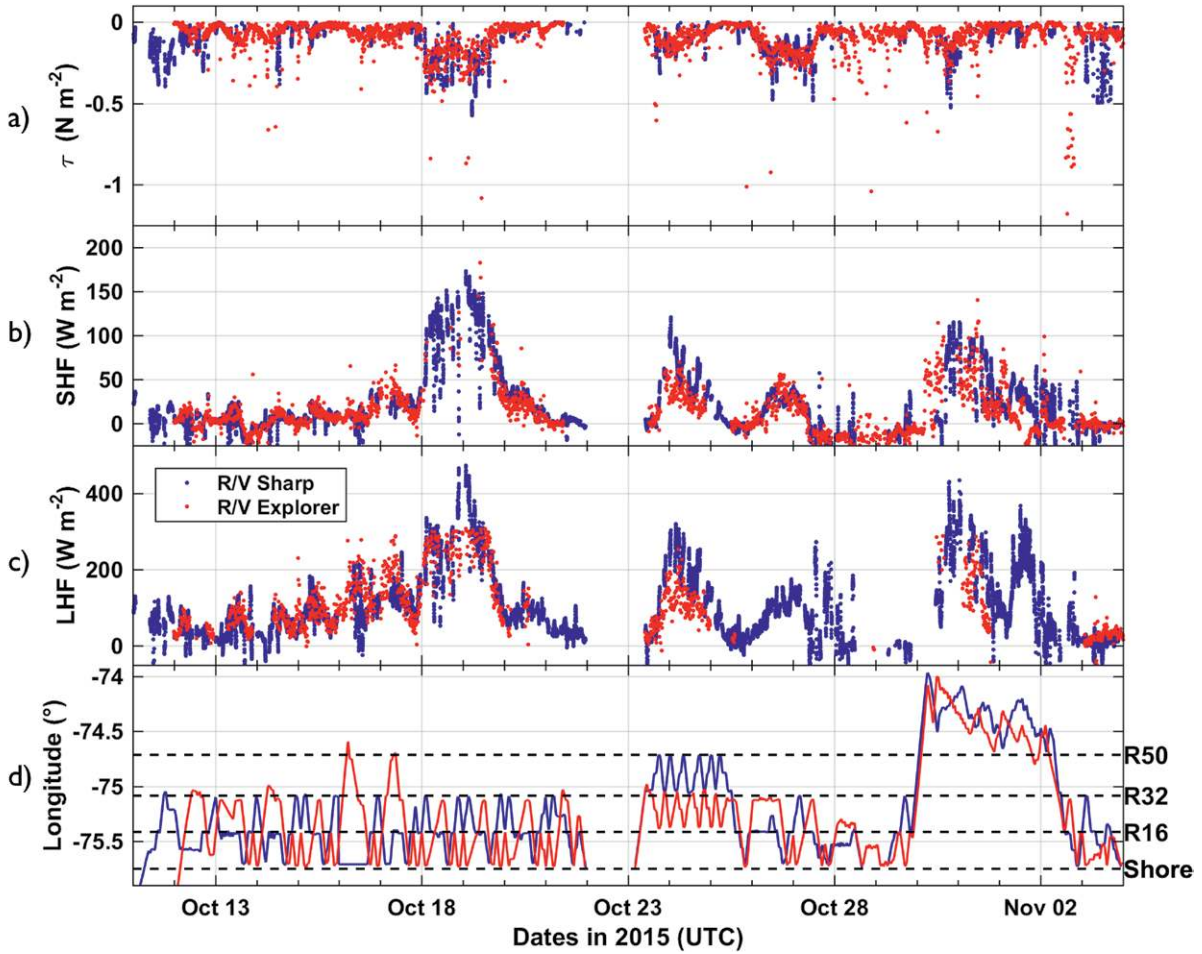 a)
τ (N m-2)
0
-0.5
-1
b)
SHF (W m-2)
200
150
100
50
0
c)
LHF (W m-2)
400
200
0
R/V Sharp
R/V Explorer
d)
Longitude (°)
-74
-74.5
-75
-75.5
R50
R32
R16
Shore
Oct 13 Oct 18 Oct 23 Oct 28 Nov 02
Dates in 2015 (UTC)